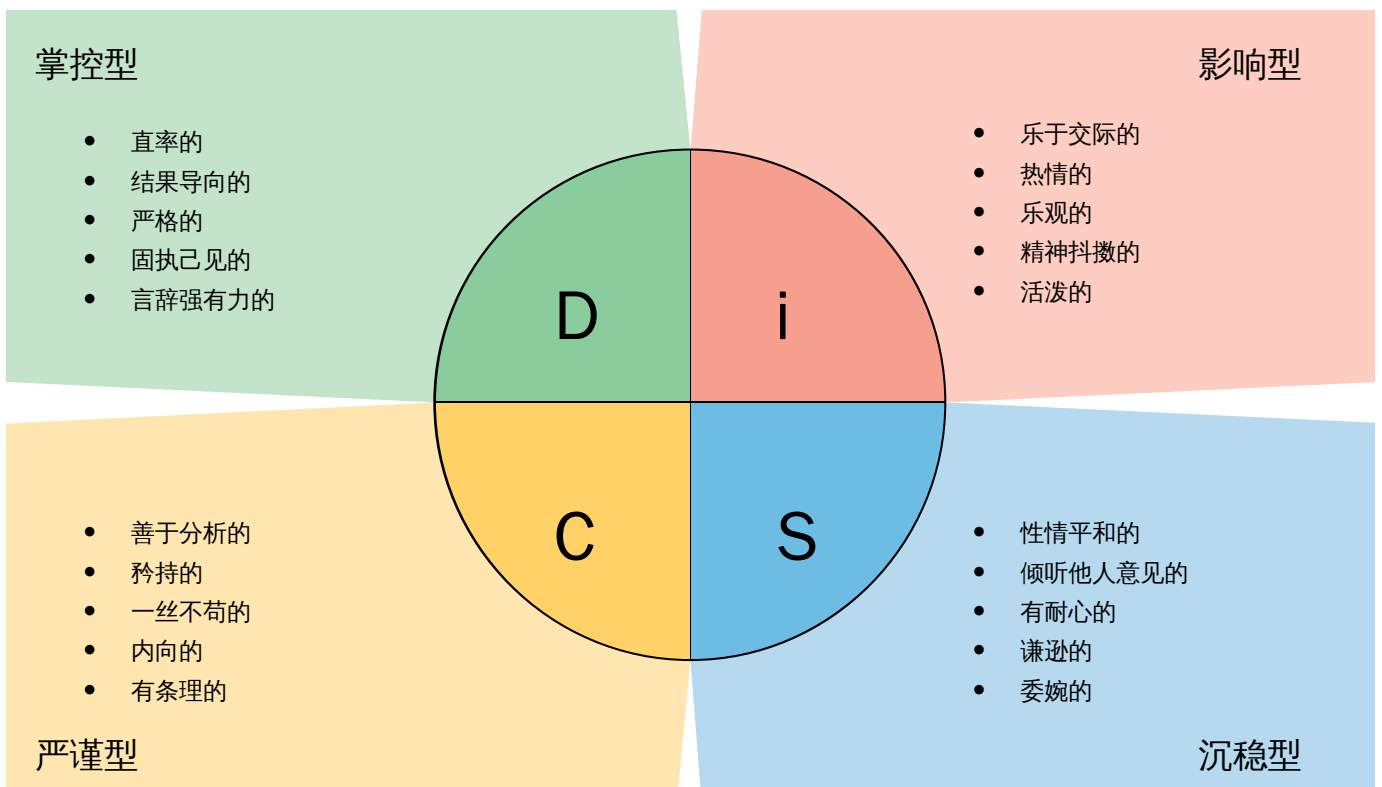 掌控型
• 直率的
• 结果导向的
• 严格的
• 固执己见的
• 言辞强有力的
影响型
• 乐于交际的
• 热情的
• 乐观的
• 精神抖擞的
• 活泼的
D
i
C
S
• 善于分析的
• 矜持的
• 一丝不苟的
• 内向的
• 有条理的
严谨型
• 性情平和的
• 倾听他人意见的
• 有耐心的
• 谦逊的
• 委婉的
沉稳型